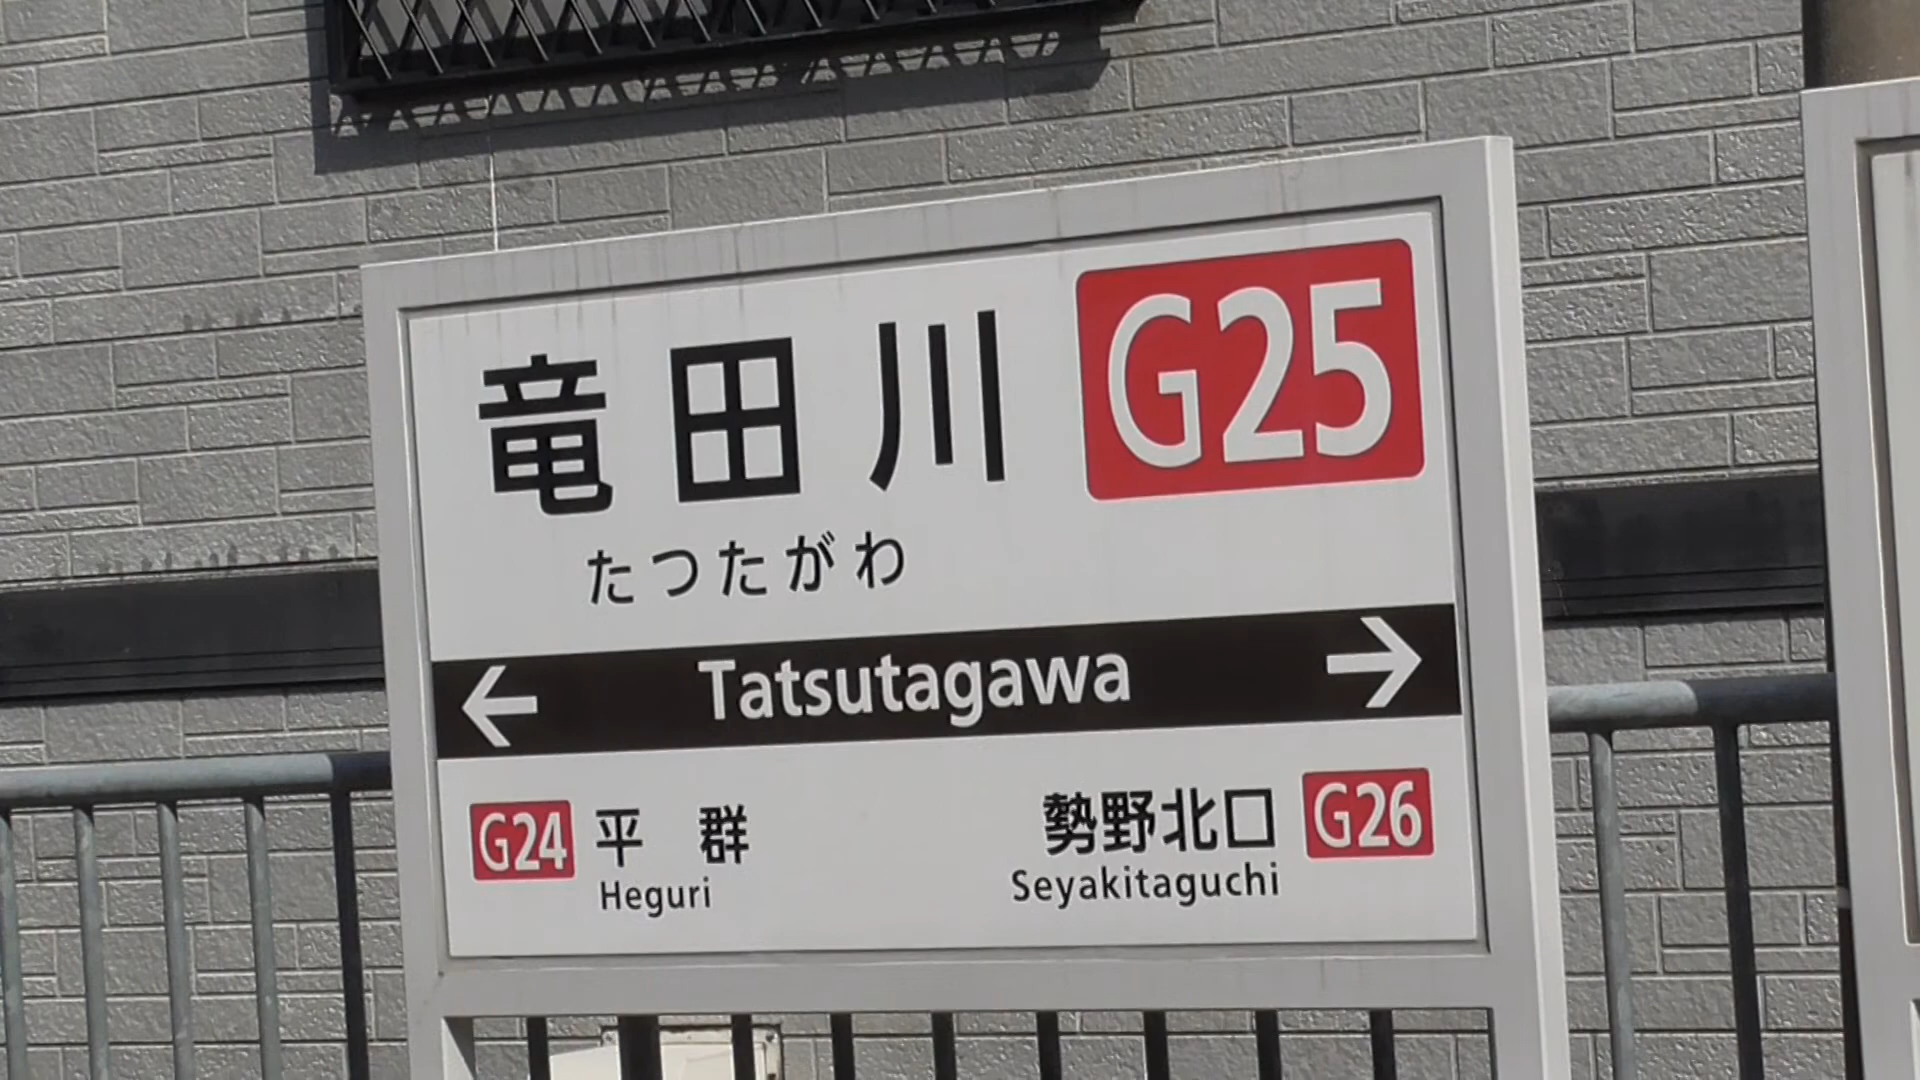 竜田川 G25
たつたがわ
← Tatsutagawa →
G24 平 群 勢野北口 G26
Heguri Seyakitaguchi